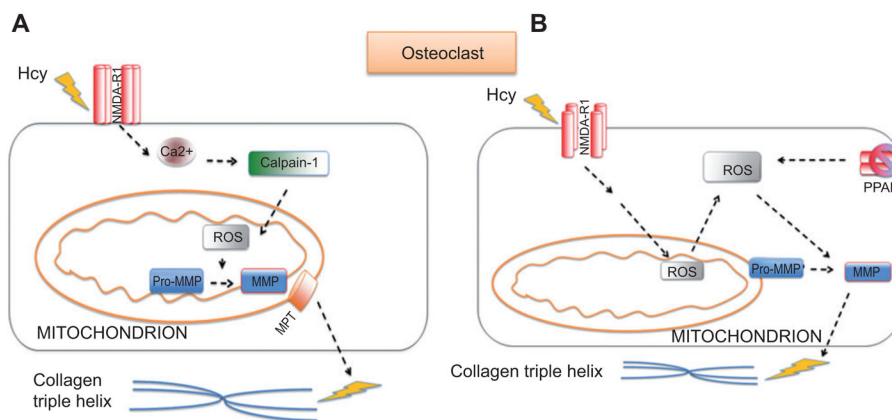 A
Osteoclast
B
Hcy
NMDA-R1
Ca2+
Calpain-1
ROS
Pro-MMP
MMP
MPT
MITOCHONDRION
Collagen
triple helix
Hcy
NMDA-R1
ROS
PPAR
ROS
Pro-MMP
MMP
MITOCHONDRION
Collagen triple helix